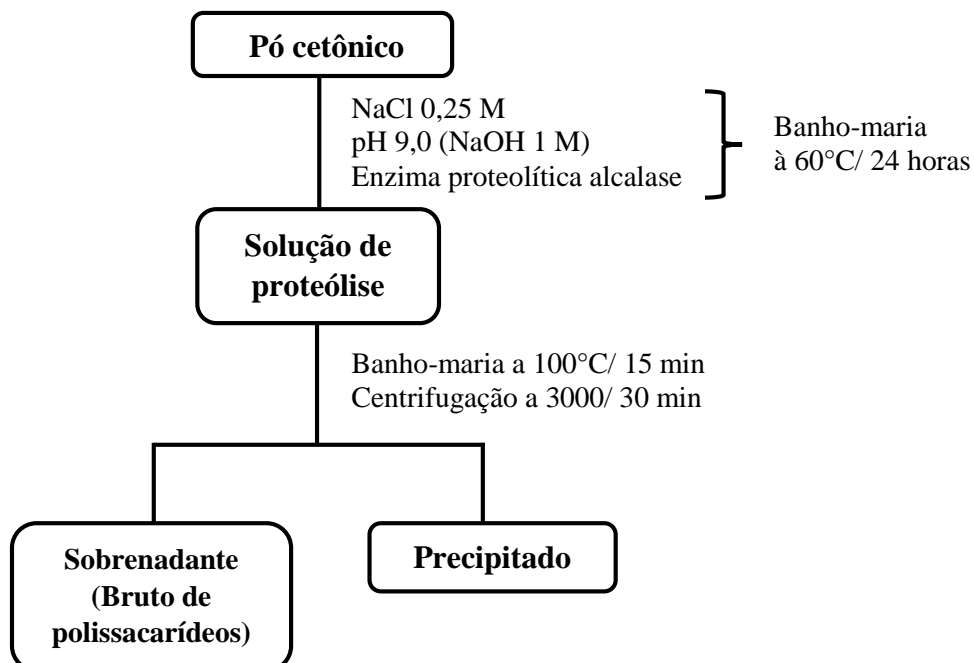 Pó cetônico
NaCl 0,25 M
pH 9,0 (NaOH 1 M)
Enzima proteolítica alcalase
Banho-maria
à 60°C/ 24 horas
Solução de
proteólise
Banho-maria a 100°C/ 15 min
Centrifugação a 3000/ 30 min
Sobrenadante
(Bruto de
polissacarídeos)
Precipitado